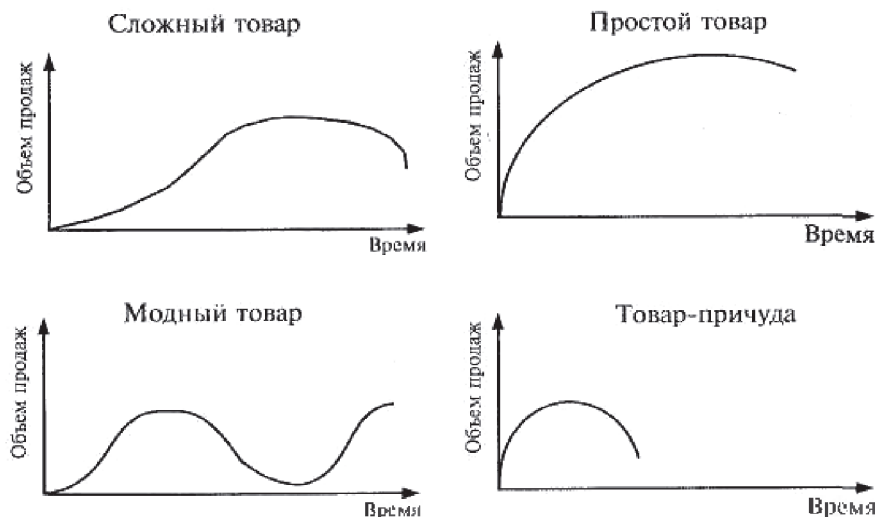 Сложный товар
Объем продаж
Время
Простой товар
Объем продаж
Время
Модный товар
Объем продаж
Время
Товар-причуда
Объем продаж
Время